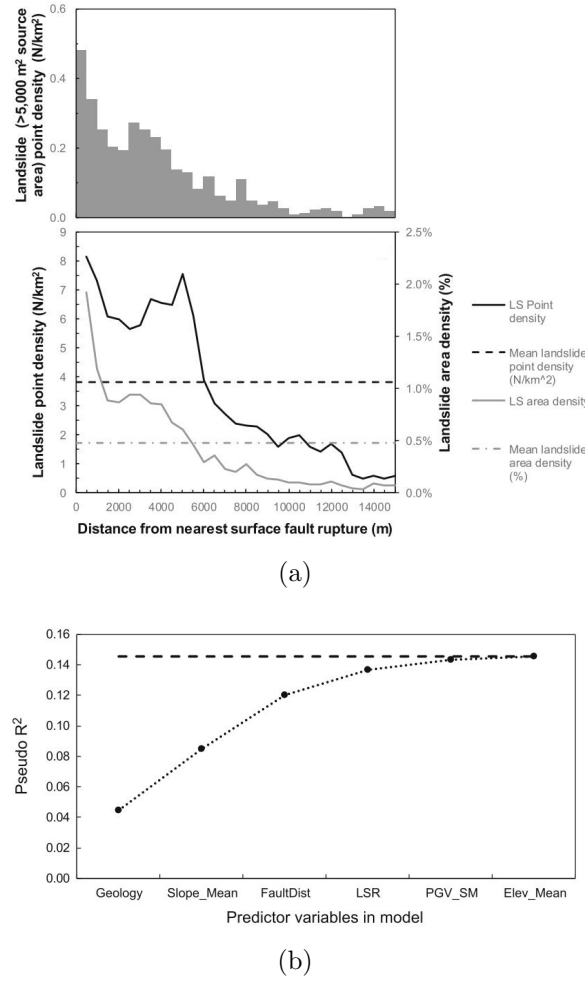 0.6
0.4
0.2
0.0
Landslide (>5,000 m² source
area) point density (N/km²)
9
8
7
6
5
4
3
2
1
0
Landslide point density (N/km²)
2.5%
2.0%
1.5%
1.0%
0.5%
0.0%
Landslide area density (%)
0 2000 4000 6000 8000 10000 12000 14000
Distance from nearest surface fault rupture (m)
LS Point
density
Mean landslide
point density
(N/km^2)
LS area density
Mean landslide
area density
(%)
(a)
0.16
0.14
0.12
0.10
0.08
0.06
0.04
0.02
0.00
Pseudo R²
Geology Slope_Mean FaultDist LSR PGV_SM Elev_Mean
Predictor variables in model
(b)